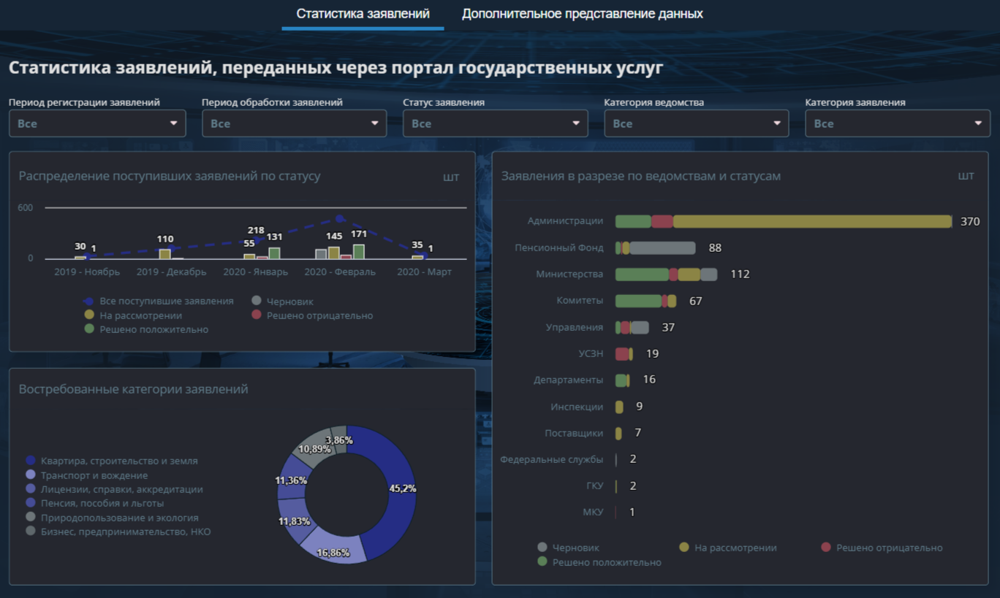 Статистика заявлений
Дополнительное представление данных
Статистика заявлений, переданных через портал государственных услуг
Период регистрации заявлений
Все
Период обработки заявлений
Все
Статус заявления
Все
Категория ведомства
Все
Категория заявления
Все
Распределение поступивших заявлений по статусу
шт
600
0
30
1
110
218
55
131
145
171
35
1
2019 - Ноябрь
2019 - Декабрь
2020 - Январь
2020 - Февраль
2020 - Март
Все поступившие заявления
Черновик
На рассмотрении
Решено отрицательно
Решено положительно
Востребованные категории заявлений
Квартира, строительство и земля
Транспорт и вождение
Лицензии, справки, аккредитации
Пенсия, пособия и льготы
Природопользование и экология
Бизнес, предпринимательство, НКО
3,86%
10,89%
11,36%
45,2%
11,83%
16,86%
Заявления в разрезе по ведомствам и статусам
шт
Администрации 370
Пенсионный Фонд 88
Министерства 112
Комитеты 67
Управления 37
УСЗН 19
Департаменты 16
Инспекции 9
Поставщики 7
Федеральные службы 2
ГКУ 2
МКУ 1
Черновик
На рассмотрении
Решено отрицательно
Решено положительно